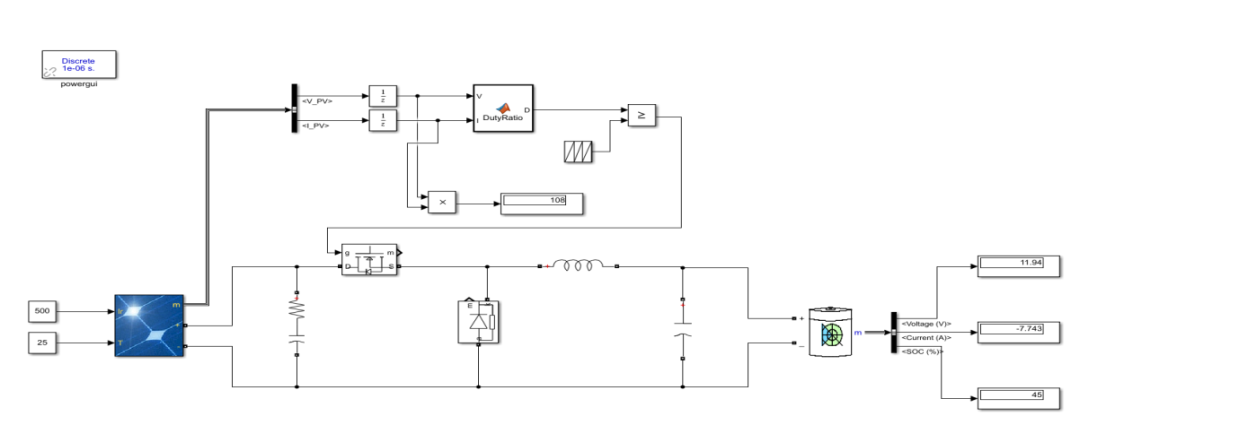 Discrete
1e-06 s.
powergui
<V_PV>
<I_PV>
1
z
1
z
V
I
D
DutyRatio
≥
×
108
g
m
D
E
500
25
m
+
-
T
E
+
+
+
_
m
<Voltage (V)>
<Current (A)>
<SOC (%)>
11.94
-7.743
45